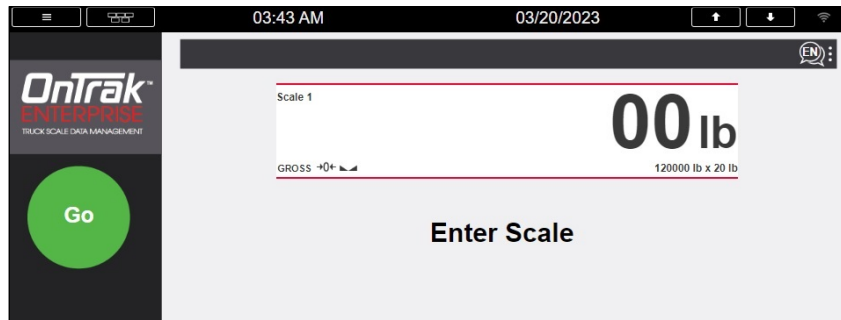 03:43 AM 03/20/2023
EN
OnTrak™
ENTERPRISE
TRUCK SCALE DATA MANAGEMENT
Scale 1
00 lb
GROSS →0←
120000 lb x 20 lb
Go
Enter Scale